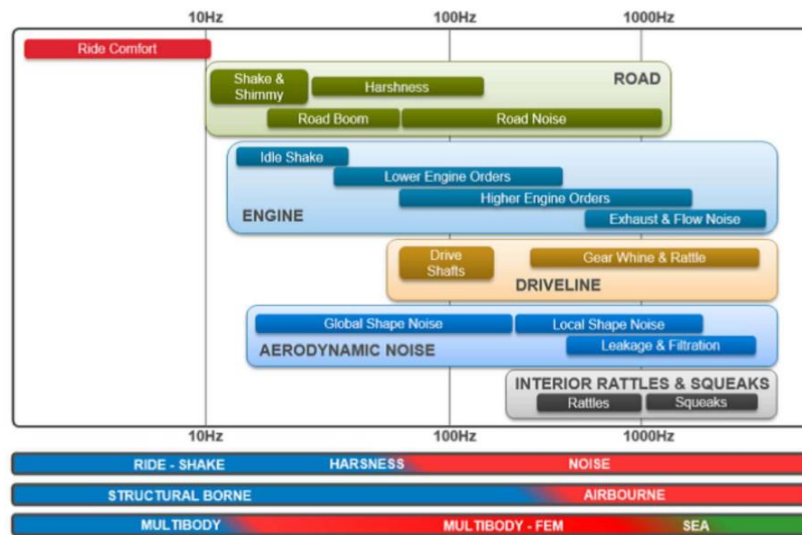 10Hz 100Hz 1000Hz
Ride Comfort
Shake &
Shimmy
Harshness
ROAD
Road Boom
Road Noise
Idle Shake
Lower Engine Orders
Higher Engine Orders
ENGINE
Exhaust & Flow Noise
Drive
Shafts
Gear Whine & Rattle
DRIVELINE
Global Shape Noise
Local Shape Noise
AERODYNAMIC NOISE
Leakage & Filtration
INTERIOR RATTLES & SQUEAKS
Rattles
Squeaks
10Hz 100Hz 1000Hz
RIDE - SHAKE HARSNESS NOISE
STRUCTURAL BORNE AIRBOURNE
MULTIBODY MULTIBODY - FEM SEA